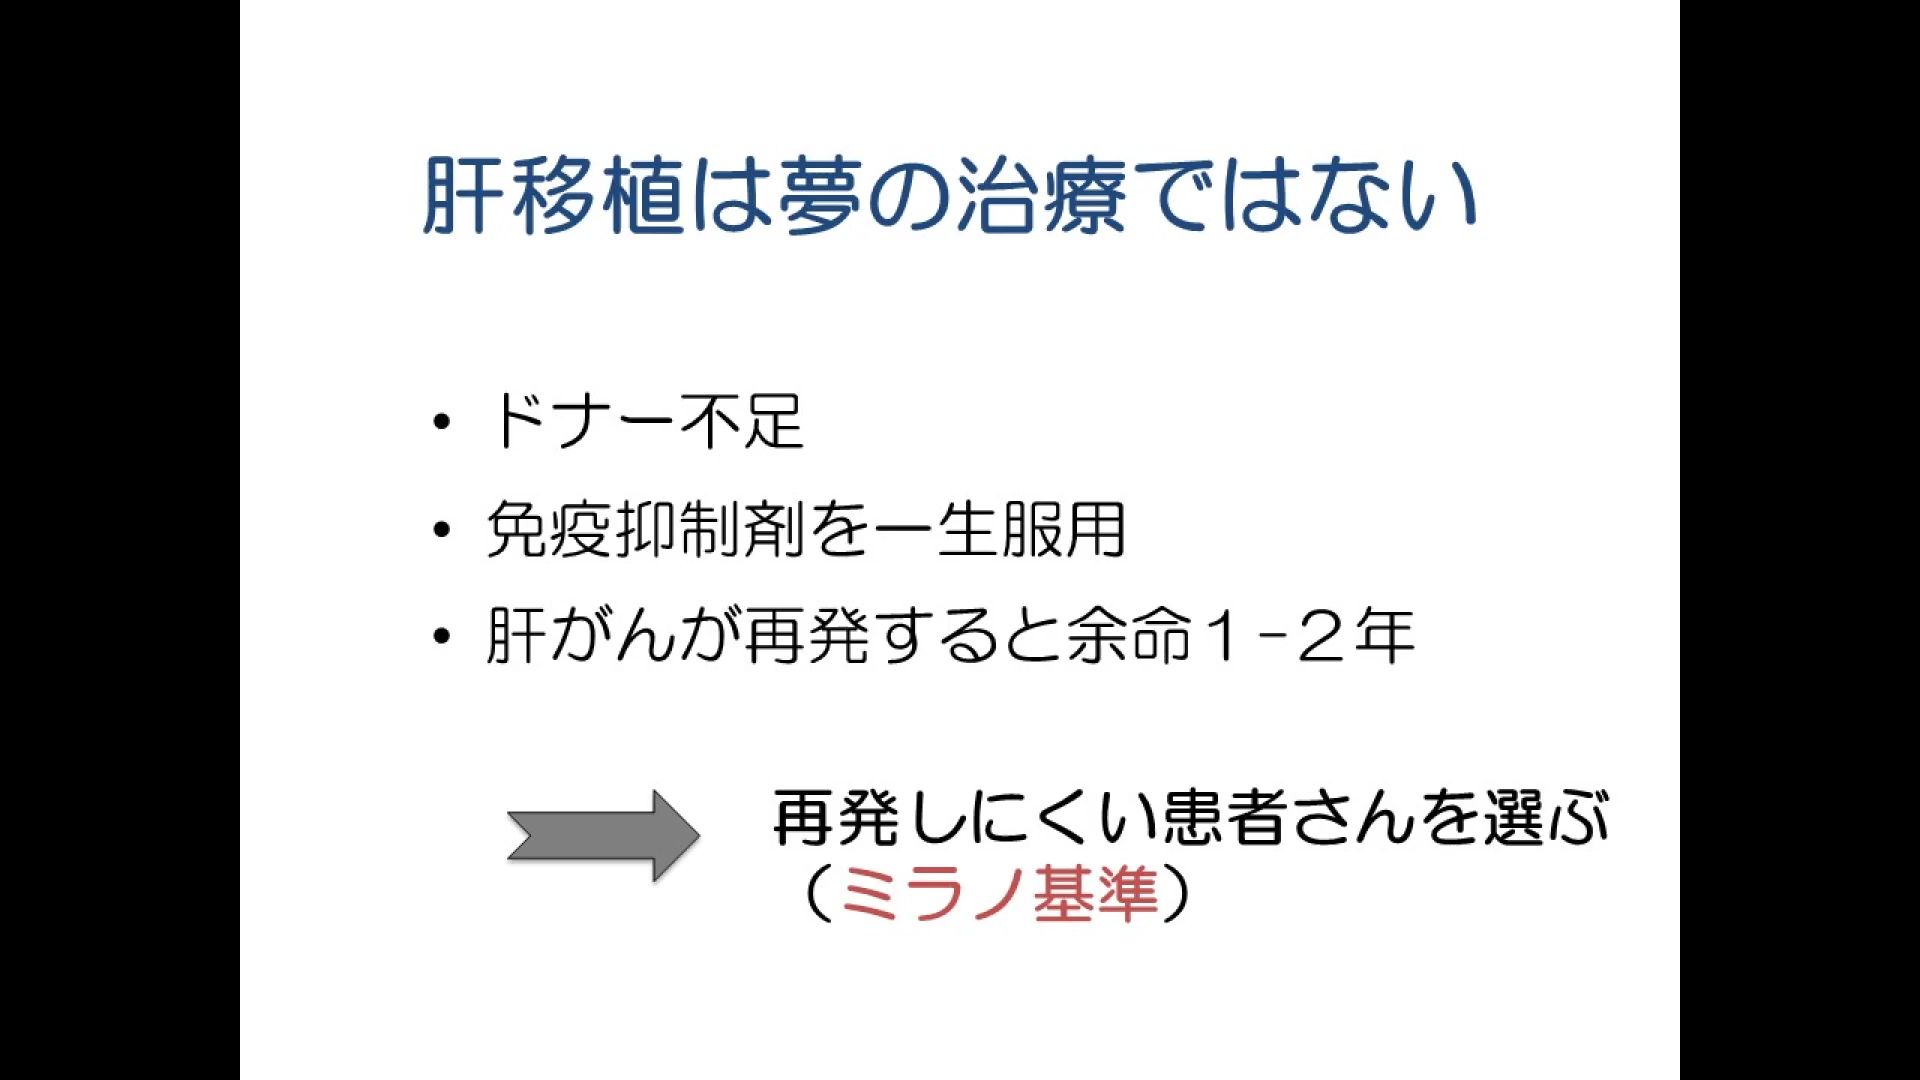 肝移植は夢の治療ではない
• ドナー不足
• 免疫抑制剤を一生服用
• 肝がんが再発すると余命１-２年
再発しにくい患者さんを選ぶ
（ミラノ基準）